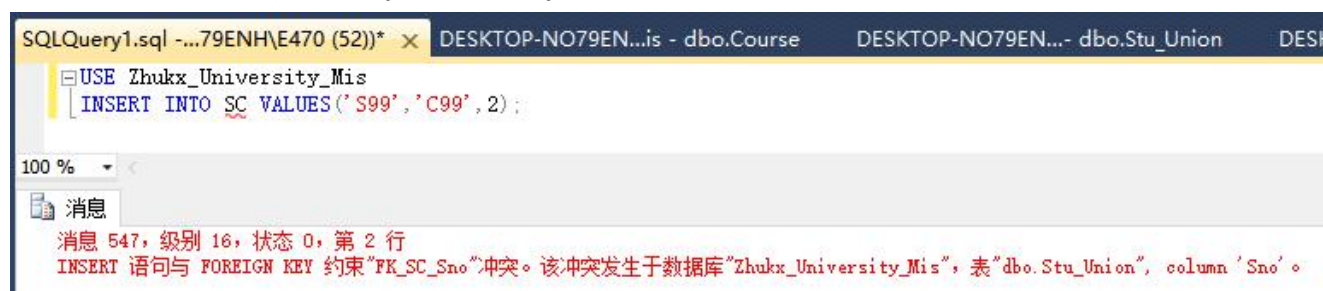 SQLQuery1.sql -...79ENH\E470 (52))* × DESKTOP-NO79EN...is - dbo.Course DESKTOP-NO79EN...- dbo.Stu_Union DESK
USE Zhukx_University_Mis
INSERT INTO SC VALUES('S99','C99',2);
100 %
消息
消息 547，级别 16，状态 0，第 2 行
INSERT 语句与 FOREIGN KEY 约束"FK_SC_Sno"冲突。该冲突发生于数据库"Zhukx_University_Mis"，表"dbo.Stu_Union", column 'Sno'。